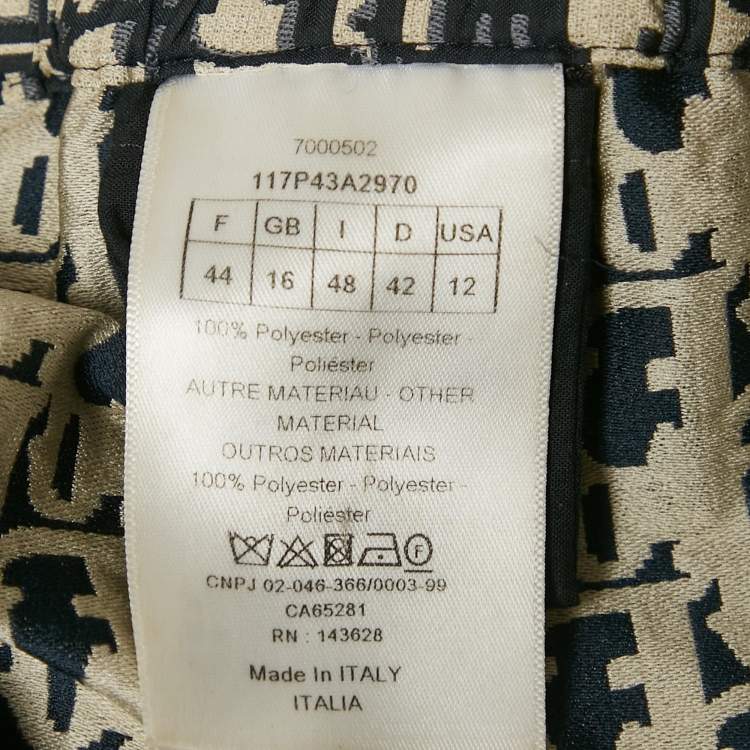 7000502
117P43A2970
F GB I D USA
44 16 48 42 12
100% Polyester - Polyester -
Poliéster
AUTRE MATERIAU - OTHER
MATERIAL
OUTROS MATERIAIS
100% Polyester - Polyester -
Poliéster
F
CNPJ 02-046-366/0003-99
CA65281
RN : 143628
Made In ITALY
ITALIA